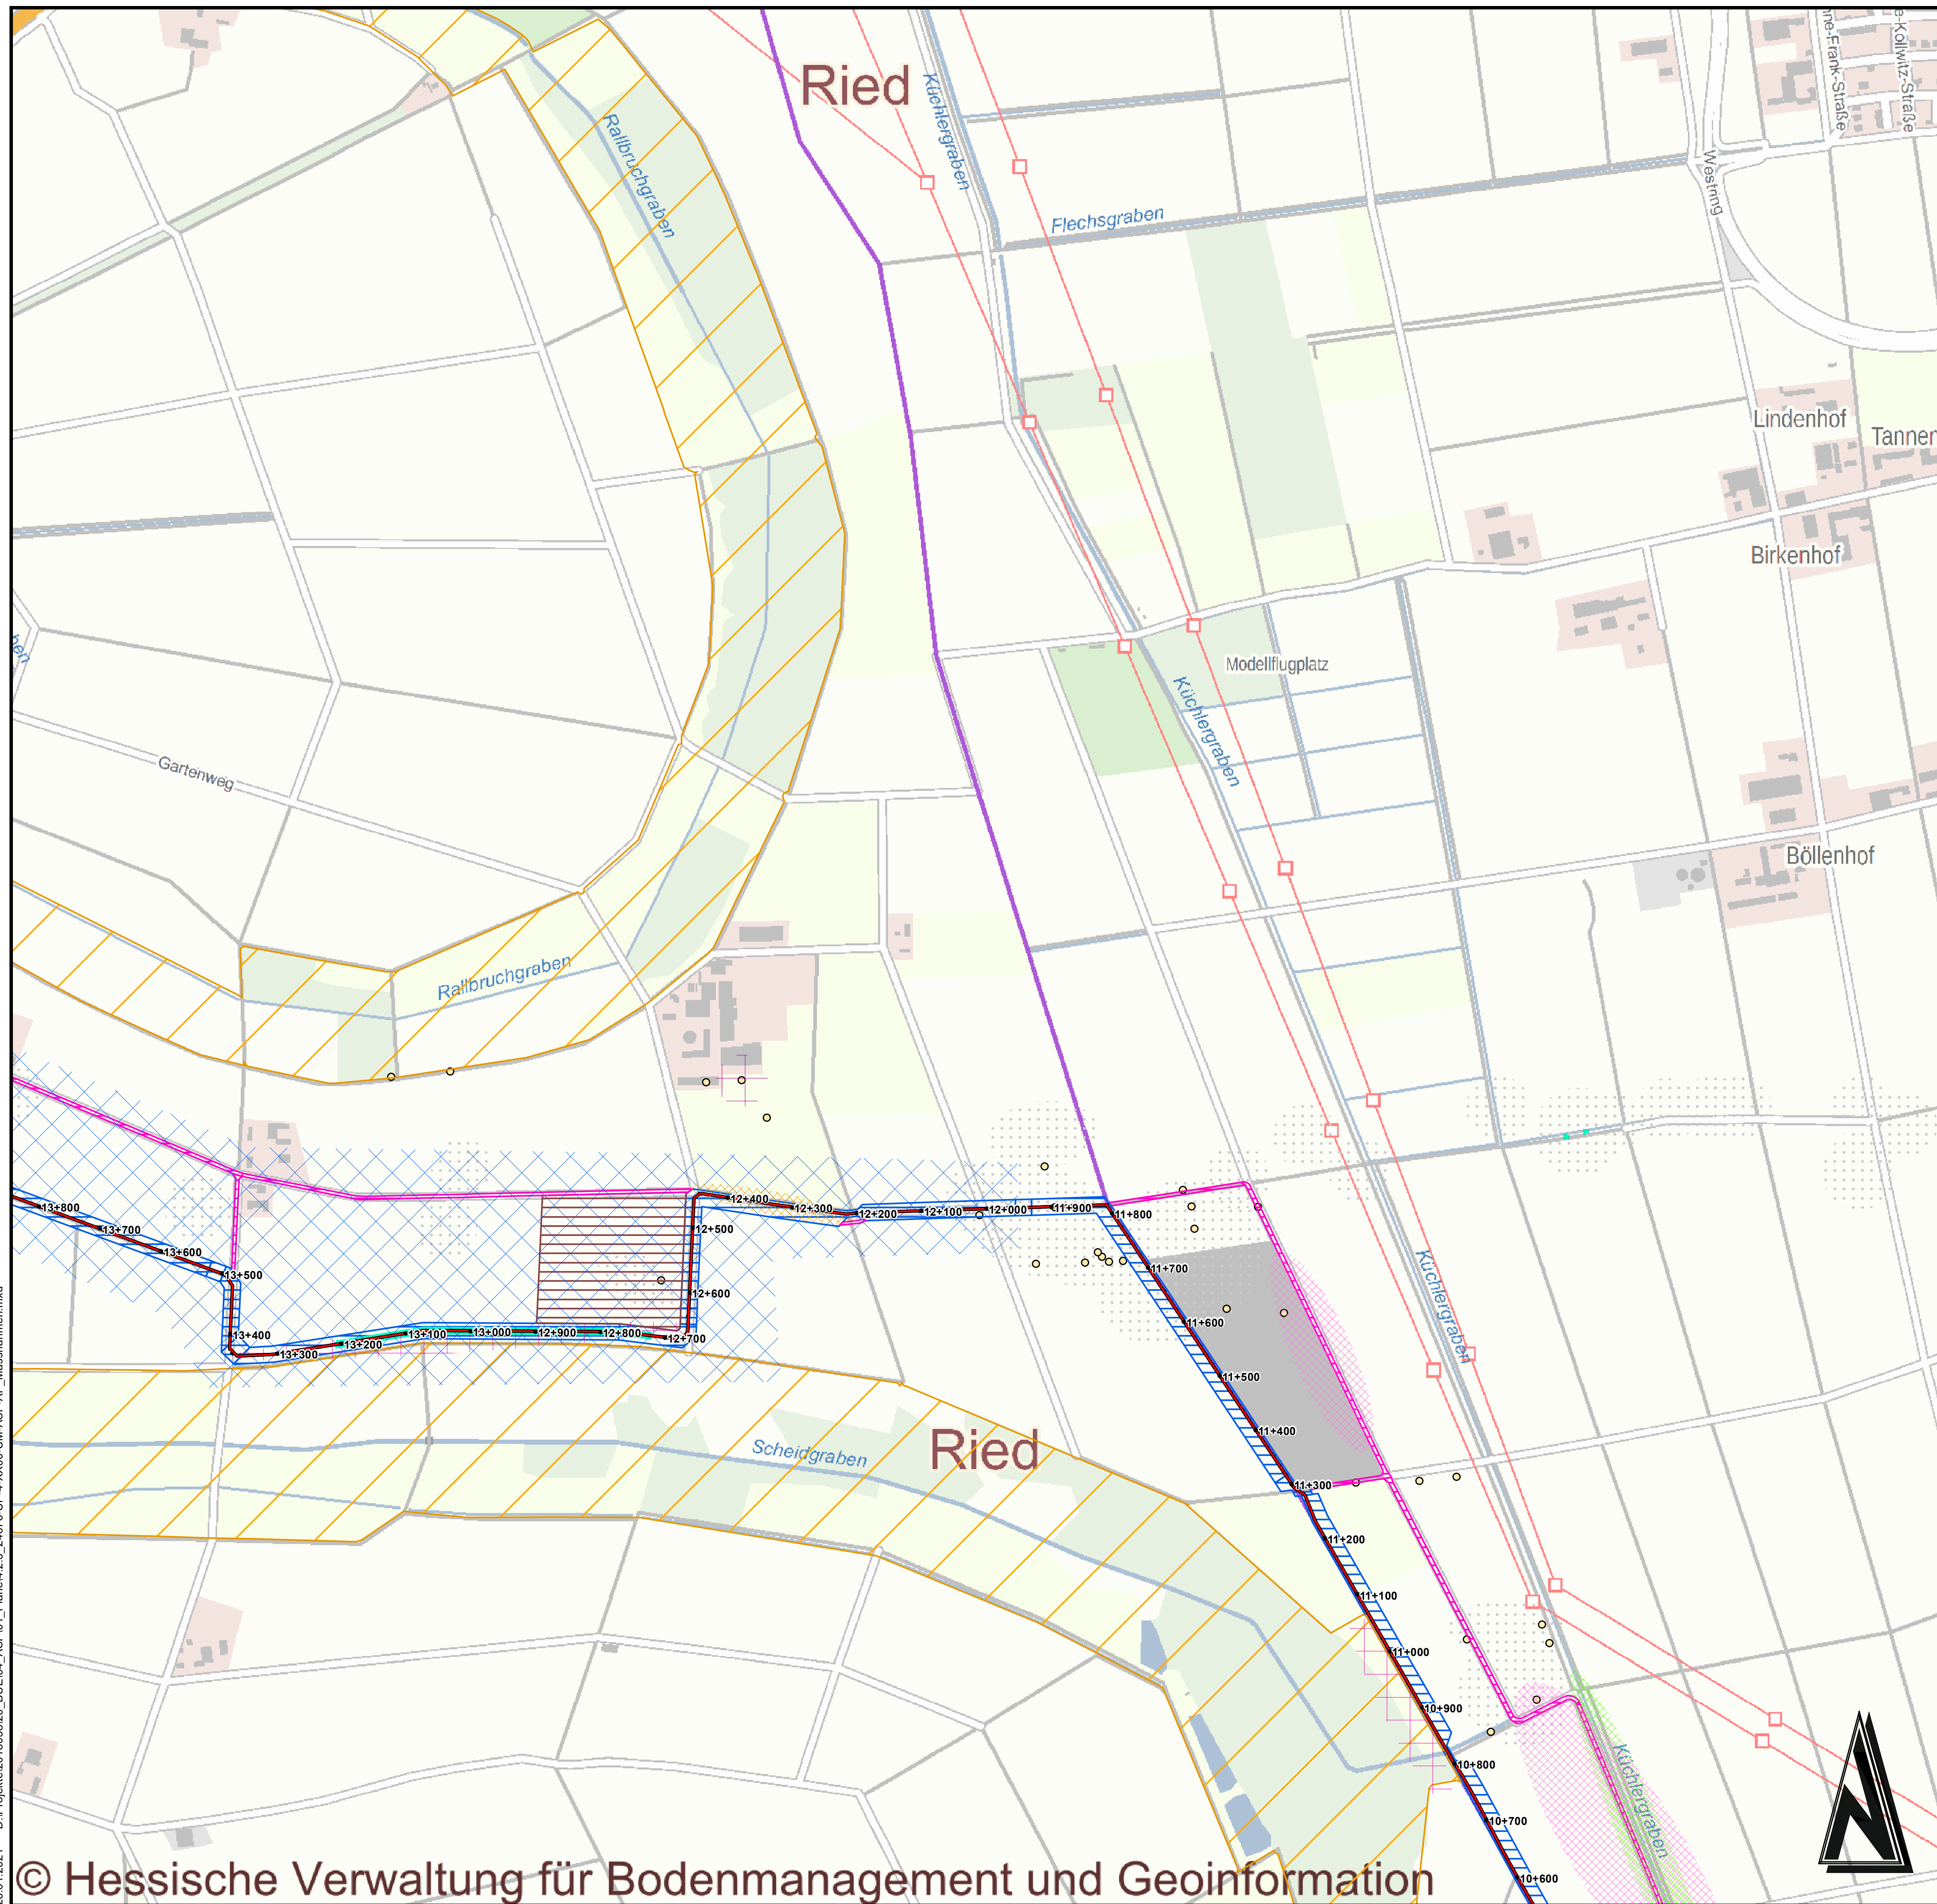 Ried
Küchlergraben
Rallbruchgraben
Flechsgraben
Westring
Lindenhof
Birkenhof
Modellflugplatz
Küchlergraben
Gartenweg
Böllenhof
Rallbruchgraben
13+800
13+700
13+600
13+500
13+400
13+300
13+200
13+100
13+000
12+900
12+800
12+700
12+600
12+500
12+400
12+300
12+200
12+100
12+000
11+900
11+800
11+700
11+600
11+500
11+400
11+300
11+200
11+100
11+000
10+900
10+800
10+700
10+600
Küchlergraben
Ried
Scheidgraben
Küchlergraben
© Hessische Verwaltung für Bodenmanagement und Geoinformation